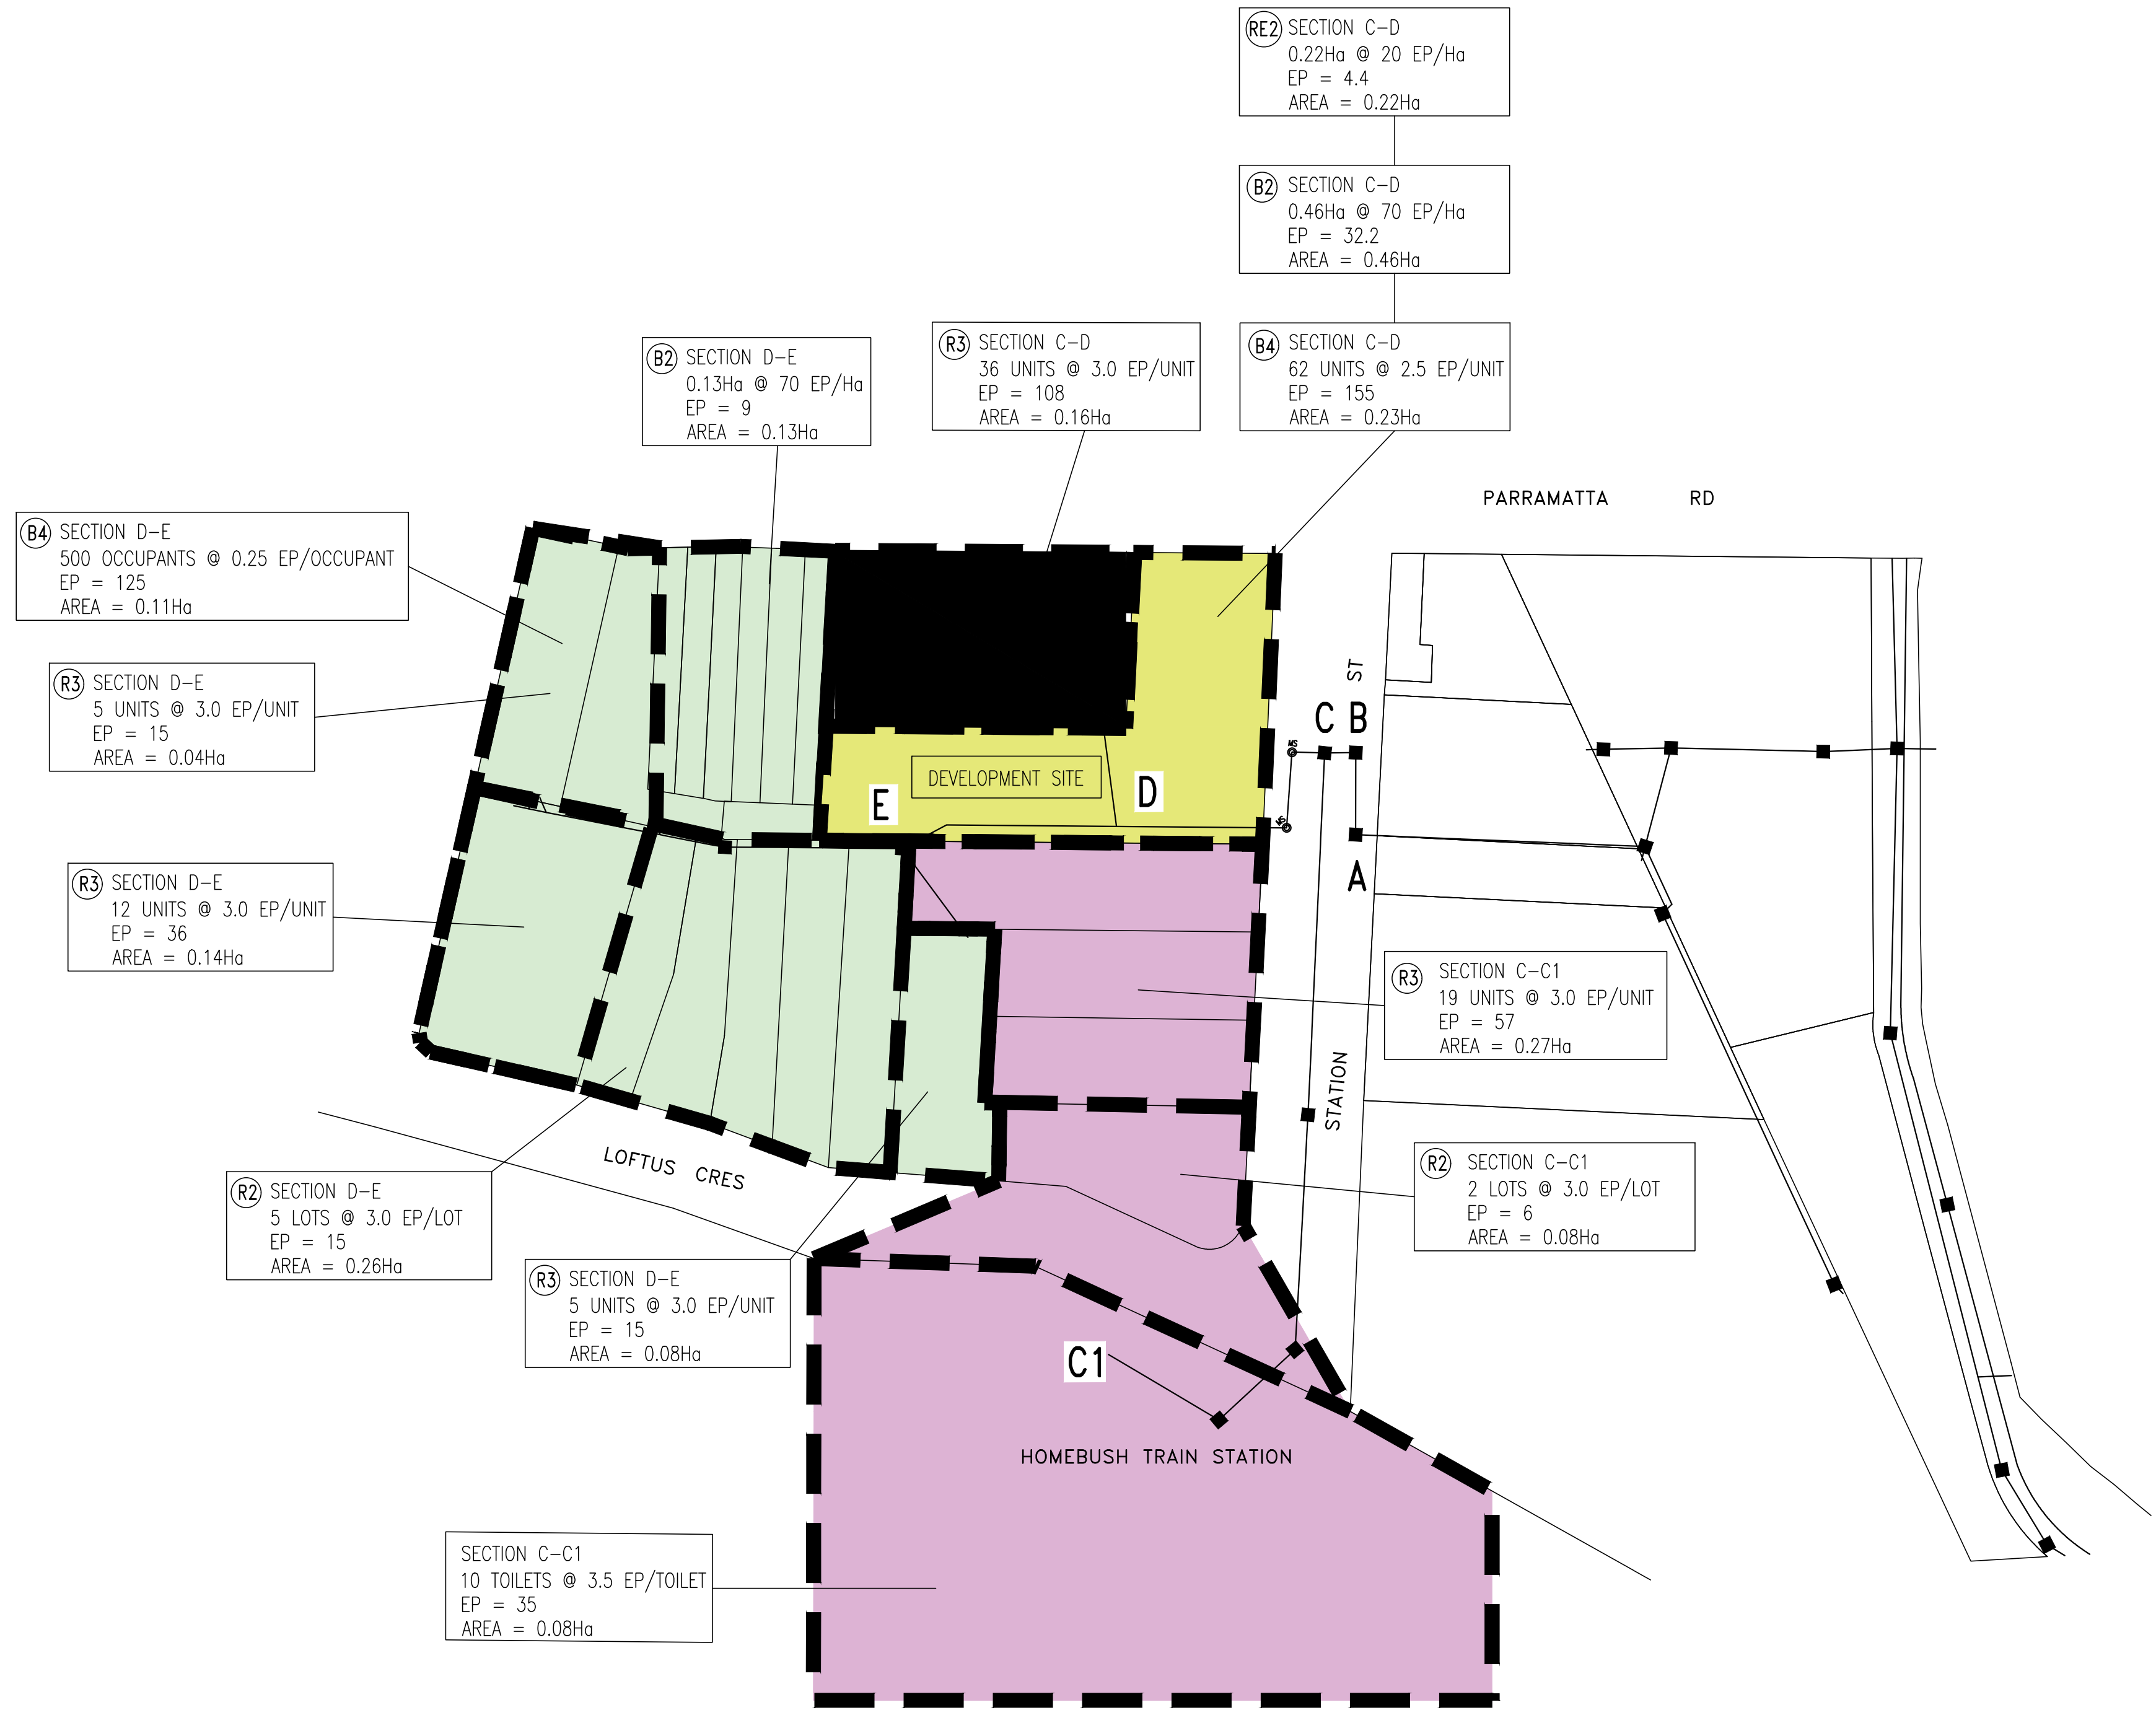 RE2 SECTION C-D
0.22Ha @ 20 EP/Ha
EP = 4.4
AREA = 0.22Ha
B2 SECTION C-D
0.46Ha @ 70 EP/Ha
EP = 32.2
AREA = 0.46Ha
B4 SECTION C-D
62 UNITS @ 2.5 EP/UNIT
EP = 155
AREA = 0.23Ha
R3 SECTION C-D
36 UNITS @ 3.0 EP/UNIT
EP = 108
AREA = 0.16Ha
B2 SECTION D-E
0.13Ha @ 70 EP/Ha
EP = 9
AREA = 0.13Ha
B4 SECTION D-E
500 OCCUPANTS @ 0.25 EP/OCCUPANT
EP = 125
AREA = 0.11Ha
R3 SECTION D-E
5 UNITS @ 3.0 EP/UNIT
EP = 15
AREA = 0.04Ha
R3 SECTION D-E
12 UNITS @ 3.0 EP/UNIT
EP = 36
AREA = 0.14Ha
R2 SECTION D-E
5 LOTS @ 3.0 EP/LOT
EP = 15
AREA = 0.26Ha
R3 SECTION D-E
5 UNITS @ 3.0 EP/UNIT
EP = 15
AREA = 0.08Ha
SECTION C-C1
10 TOILETS @ 3.5 EP/TOILET
EP = 35
AREA = 0.08Ha
R3 SECTION C-C1
19 UNITS @ 3.0 EP/UNIT
EP = 57
AREA = 0.27Ha
R2 SECTION C-C1
2 LOTS @ 3.0 EP/LOT
EP = 6
AREA = 0.08Ha
PARRAMATTA RD
STATION ST
LOFTUS CRES
DEVELOPMENT SITE
HOMEBUSH TRAIN STATION
E
D
C
B
A
C1
MS